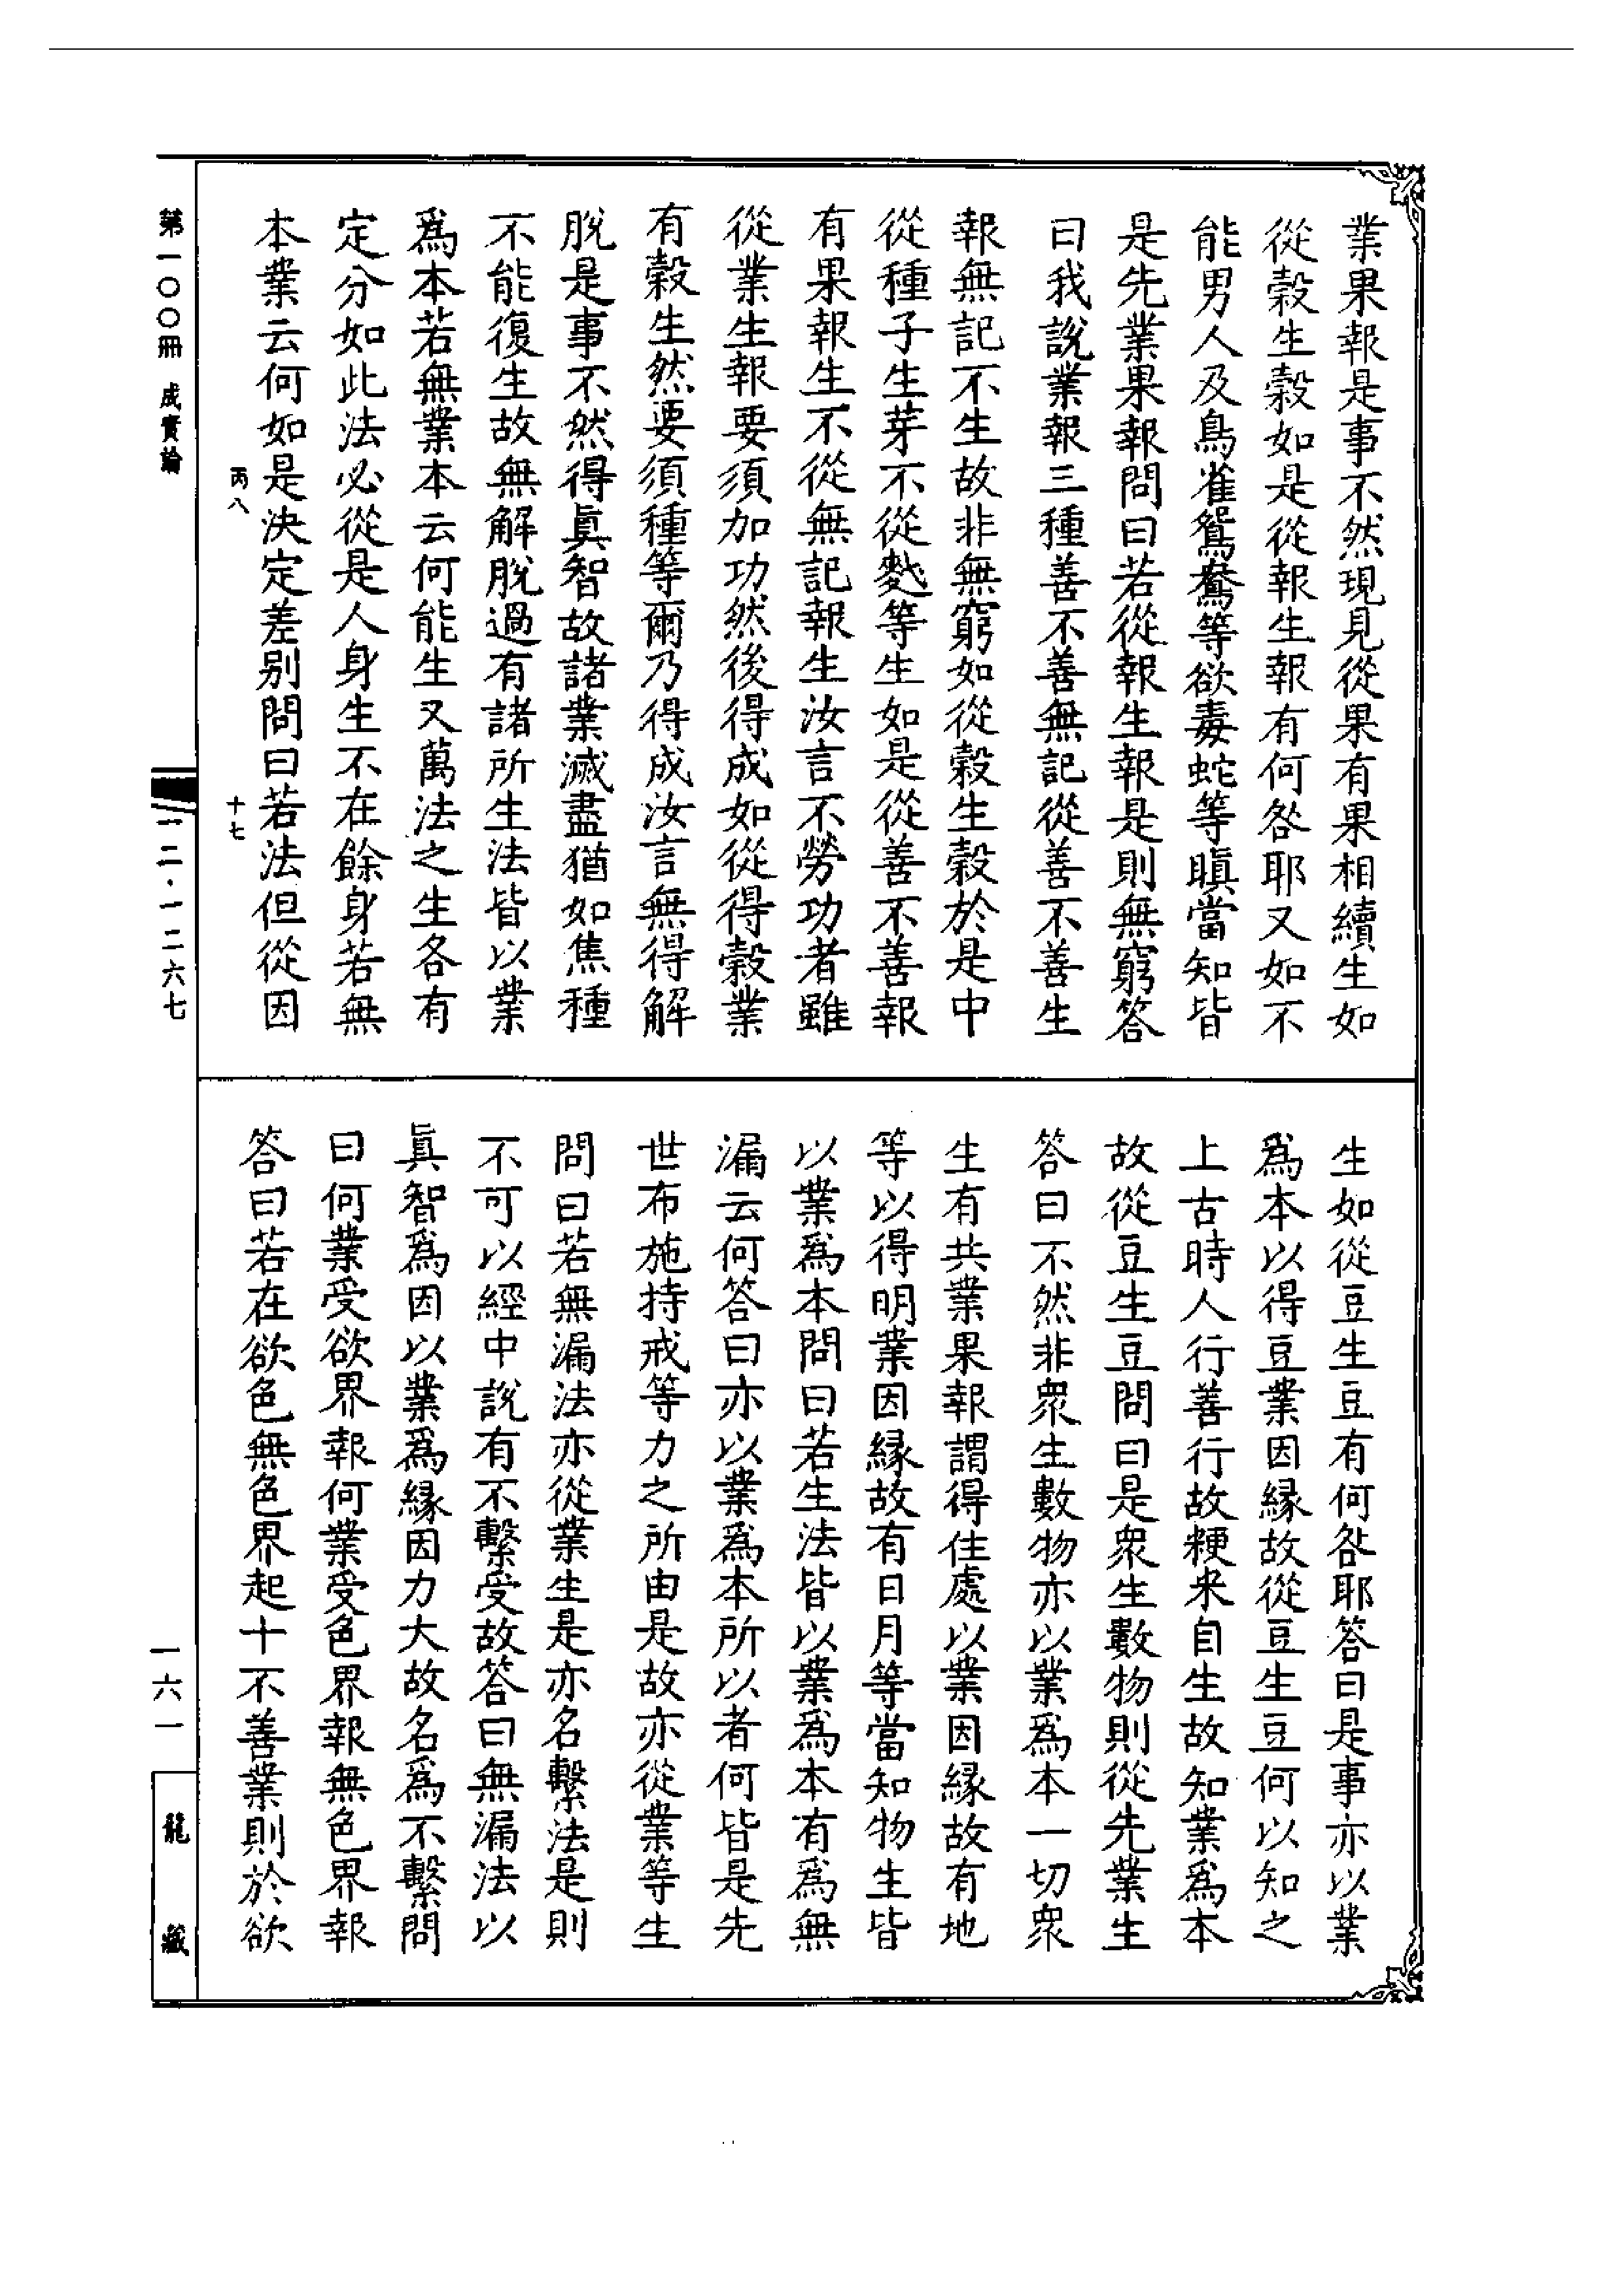 業果報是事不然現見從果有果相續生如
從穀生穀如是從報生報有何咎耶又如不
能男人及鳥雀鴛鴦等欲毒蛇等瞋當知皆
是先業果報問曰若從報生報是則無窮答
曰我說業報三種善不善無記從善不善生
報無記不生故非無窮如從穀生穀於是中
從種子生芽不從䴬等生如是從善不善報
有果報生不從無記報生汝言不勞功者雖
從業生報要須加功然後得成如從得穀業
有穀生然要須種等爾乃得成汝言無得解
脫是事不然得眞智故諸業滅盡猶如焦種
不能復生故無解脫過有諸所生法皆以業
爲本若無業本云何能生又萬法之生各有
定分如此法必從是人身生不在餘身若無
本業云何如是決定差別問曰若法但從因
丙八
十七
生如從豆生豆有何咎耶答曰是事亦以業
爲本以得豆業因緣故從豆生豆何以知之
上古時人行善行故粳米自生故知業爲本
故從豆生豆問曰是衆生數物則從先業生
答曰不然非衆生數物亦以業爲本一切衆
生有共業果報謂得住處以業因緣故有地
等以得明業因緣故有日月等當知物生皆
以業爲本問曰若生法皆以業爲本有爲無
漏云何答曰亦以業爲本所以者何皆是先
世布施持戒等力之所由是故亦從業等生
問曰若無漏法亦從業生是亦名繫法是則
不可以經中說有不繫受故答曰無漏法以
眞智爲因以業爲緣因力大故名爲不繫問
曰何業受欲界報何業受色界報無色界報
答曰若在欲色無色界起十不善業則於欲
第一〇〇冊 成實論
二二·一二六七
一六一
龍藏